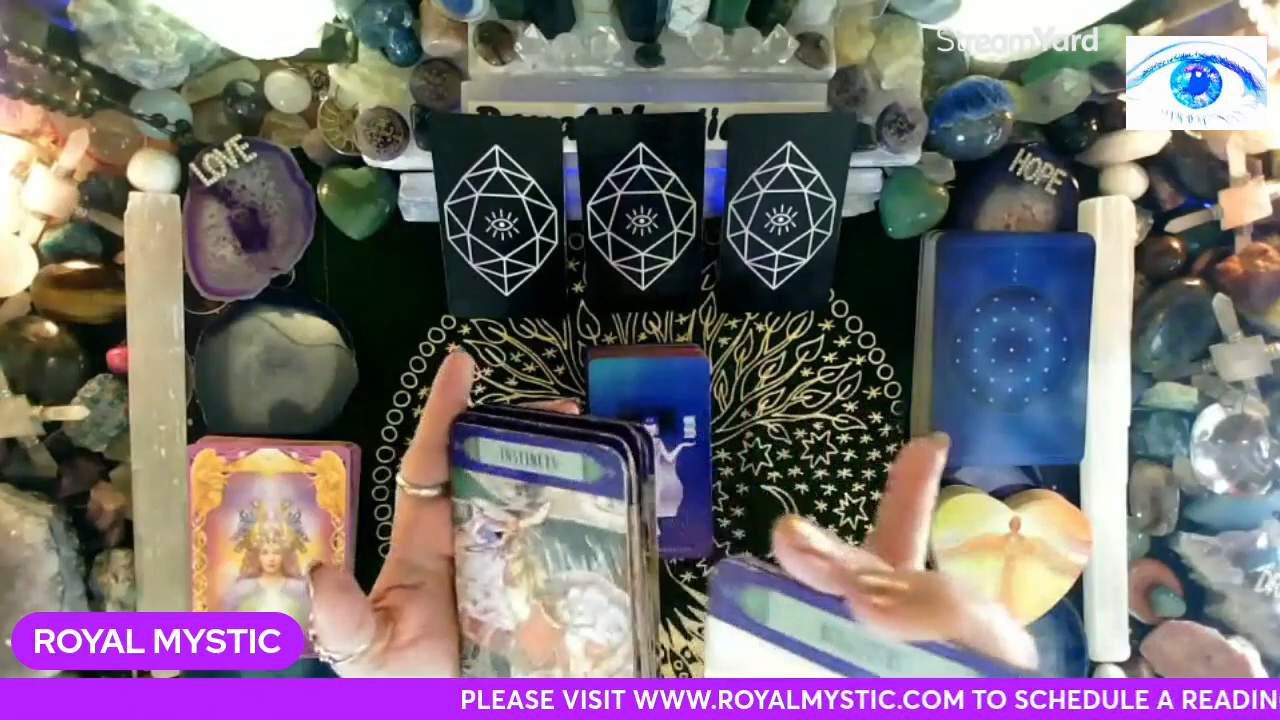 StreamYard
LOVE
HOPE
INSTINCTS
ROYAL MYSTIC
PLEASE VISIT WWW.ROYALMYSTIC.COM TO SCHEDULE A READIN